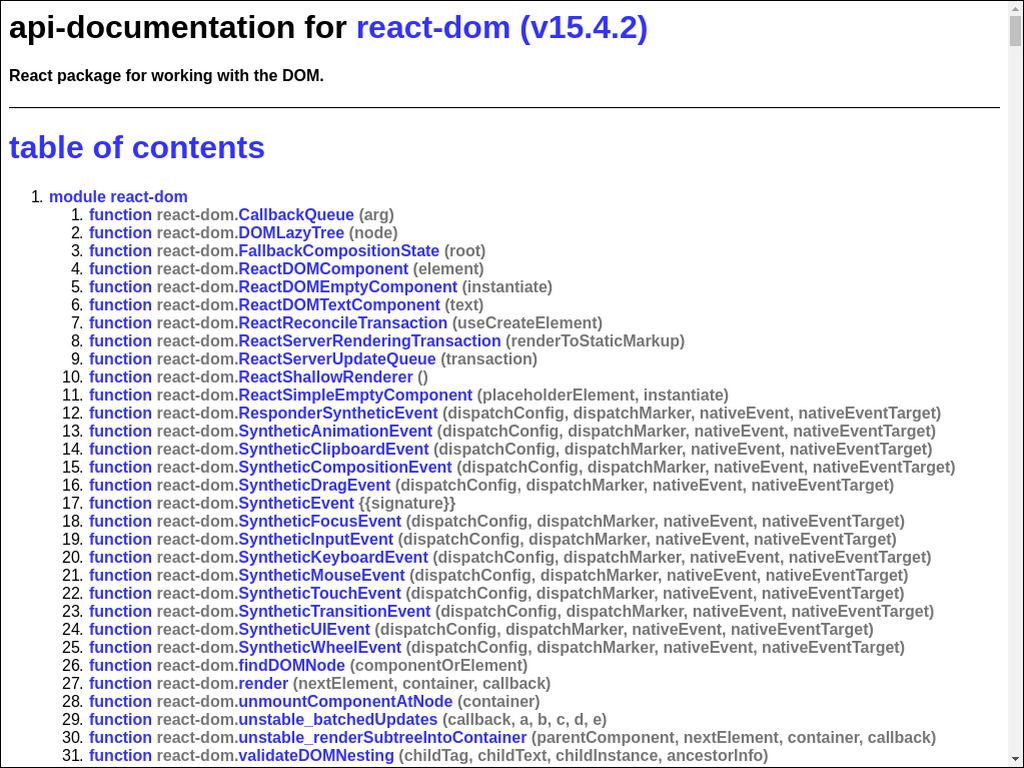 api-documentation for react-dom (v15.4.2)
React package for working with the DOM.
table of contents
1. module react-dom
1. function react-dom.CallbackQueue (arg)
2. function react-dom.DOMLazyTree (node)
3. function react-dom.FallbackCompositionState (root)
4. function react-dom.ReactDOMComponent (element)
5. function react-dom.ReactDOMEmptyComponent (instantiate)
6. function react-dom.ReactDOMTextComponent (text)
7. function react-dom.ReactReconcileTransaction (useCreateElement)
8. function react-dom.ReactServerRenderingTransaction (renderToStaticMarkup)
9. function react-dom.ReactServerUpdateQueue (transaction)
10. function react-dom.ReactShallowRenderer ()
11. function react-dom.ReactSimpleEmptyComponent (placeholderElement, instantiate)
12. function react-dom.ResponderSyntheticEvent (dispatchConfig, dispatchMarker, nativeEvent, nativeEventTarget)
13. function react-dom.SyntheticAnimationEvent (dispatchConfig, dispatchMarker, nativeEvent, nativeEventTarget)
14. function react-dom.SyntheticClipboardEvent (dispatchConfig, dispatchMarker, nativeEvent, nativeEventTarget)
15. function react-dom.SyntheticCompositionEvent (dispatchConfig, dispatchMarker, nativeEvent, nativeEventTarget)
16. function react-dom.SyntheticDragEvent (dispatchConfig, dispatchMarker, nativeEvent, nativeEventTarget)
17. function react-dom.SyntheticEvent {{signature}}
18. function react-dom.SyntheticFocusEvent (dispatchConfig, dispatchMarker, nativeEvent, nativeEventTarget)
19. function react-dom.SyntheticInputEvent (dispatchConfig, dispatchMarker, nativeEvent, nativeEventTarget)
20. function react-dom.SyntheticKeyboardEvent (dispatchConfig, dispatchMarker, nativeEvent, nativeEventTarget)
21. function react-dom.SyntheticMouseEvent (dispatchConfig, dispatchMarker, nativeEvent, nativeEventTarget)
22. function react-dom.SyntheticTouchEvent (dispatchConfig, dispatchMarker, nativeEvent, nativeEventTarget)
23. function react-dom.SyntheticTransitionEvent (dispatchConfig, dispatchMarker, nativeEvent, nativeEventTarget)
24. function react-dom.SyntheticUIEvent (dispatchConfig, dispatchMarker, nativeEvent, nativeEventTarget)
25. function react-dom.SyntheticWheelEvent (dispatchConfig, dispatchMarker, nativeEvent, nativeEventTarget)
26. function react-dom.findDOMNode (componentOrElement)
27. function react-dom.render (nextElement, container, callback)
28. function react-dom.unmountComponentAtNode (container)
29. function react-dom.unstable_batchedUpdates (callback, a, b, c, d, e)
30. function react-dom.unstable_renderSubtreeIntoContainer (parentComponent, nextElement, container, callback)
31. function react-dom.validateDOMNesting (childTag, childText, childInstance, ancestorInfo)